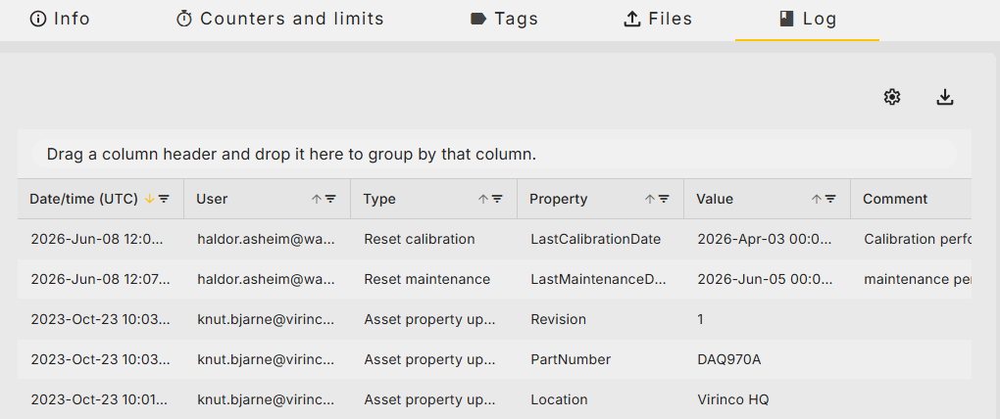 Info Counters and limits Tags Files Log
Drag a column header and drop it here to group by that column.
Date/time (UTC) User Type Property Value Comment
2026-Jun-08 12:0... haldor.asheim@wa... Reset calibration LastCalibrationDate 2026-Apr-03 00:0... Calibration perfo
2026-Jun-08 12:07... haldor.asheim@wa... Reset maintenance LastMaintenanceD... 2026-Jun-05 00:0... maintenance per
2023-Oct-23 10:03... knut.bjarne@virinc... Asset property up... Revision 1
2023-Oct-23 10:03... knut.bjarne@virinc... Asset property up... PartNumber DAQ970A
2023-Oct-23 10:01... knut.bjarne@virinc... Asset property up... Location Virinco HQ